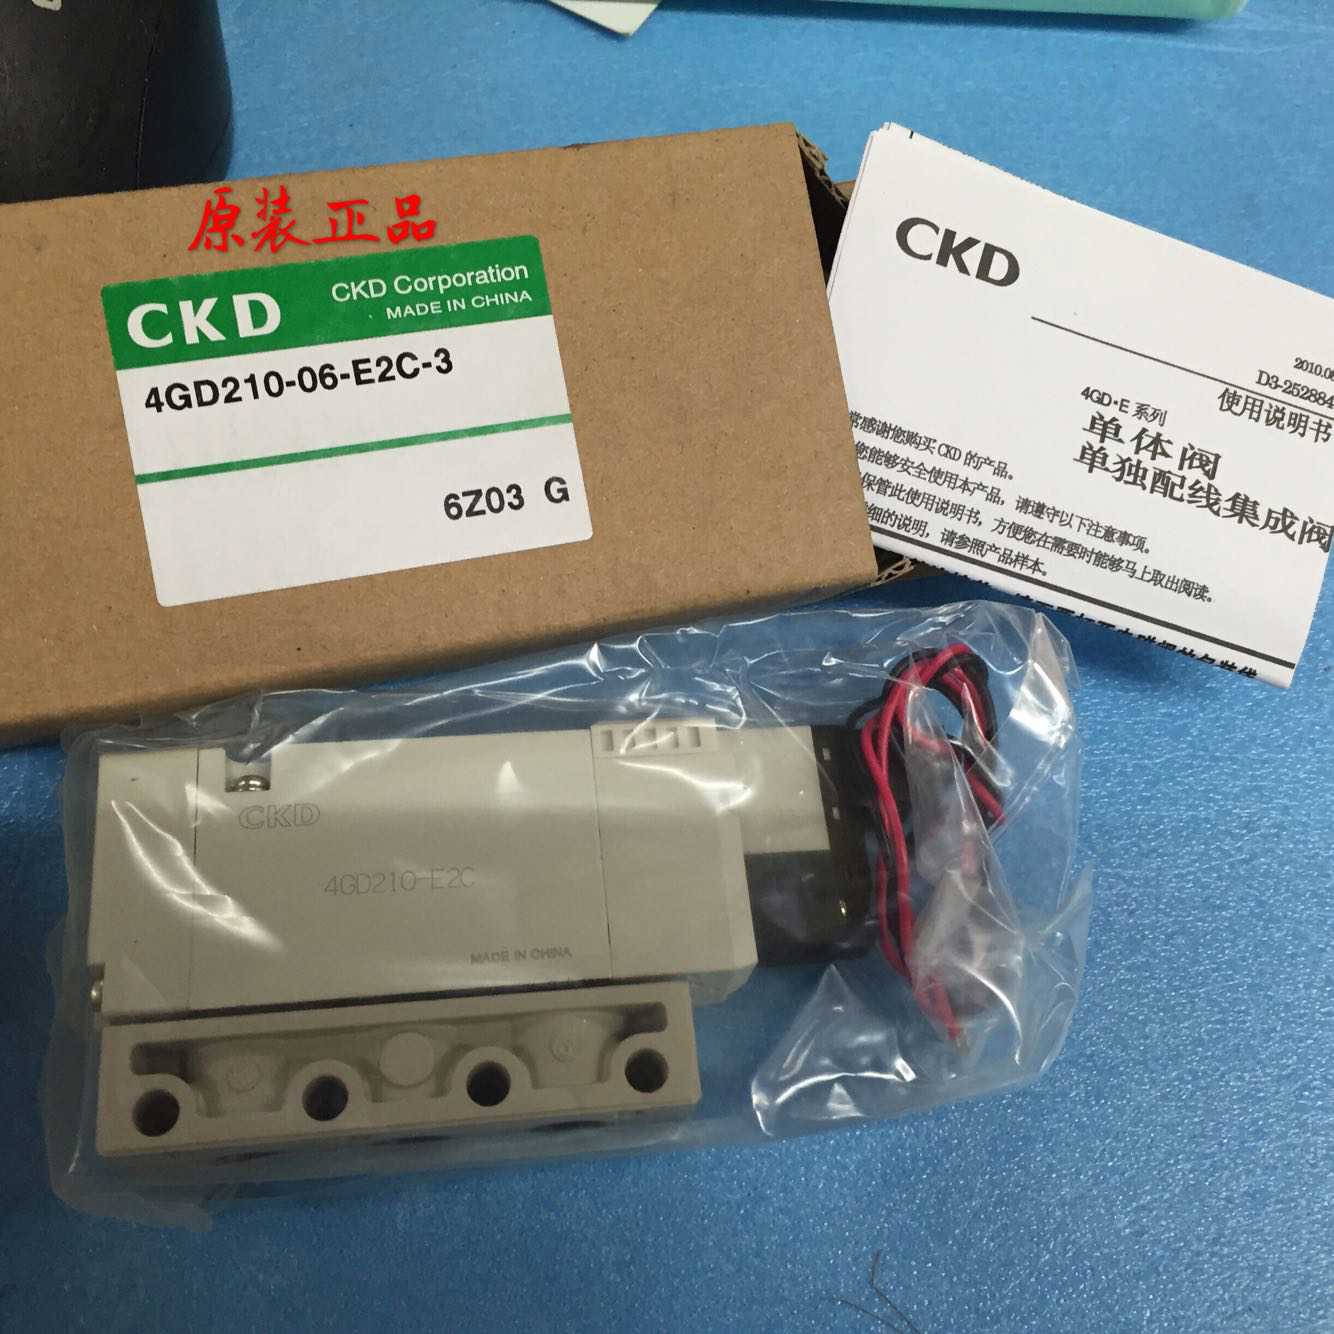 原装正品
CKD
CKD Corporation
MADE IN CHINA
4GD210-06-E2C-3
6Z03 G
CKD
2010.08
D3-252884
使用说明书
4GD•E 系列
单体阀
单独配线集成阀
常感谢您购买 CKD 的产品。
您能够安全使用本产品，请遵守以下注意事项。
保管此使用说明书，方便您在需要时能够马上取出阅读。
细的说明，请参照产品样本。
CKD
4GD210-E2C
MADE IN CHINA